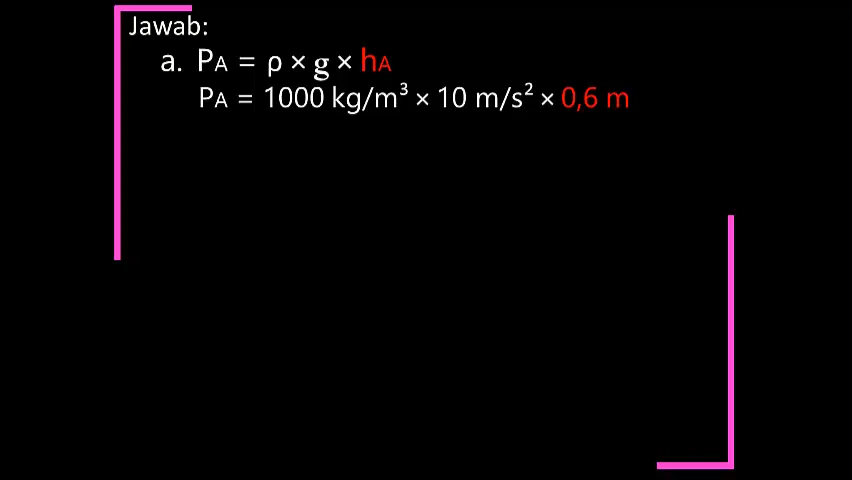 Jawab:
a. PA = ρ × g × hA
PA = 1000 kg/m³ × 10 m/s² × 0,6 m